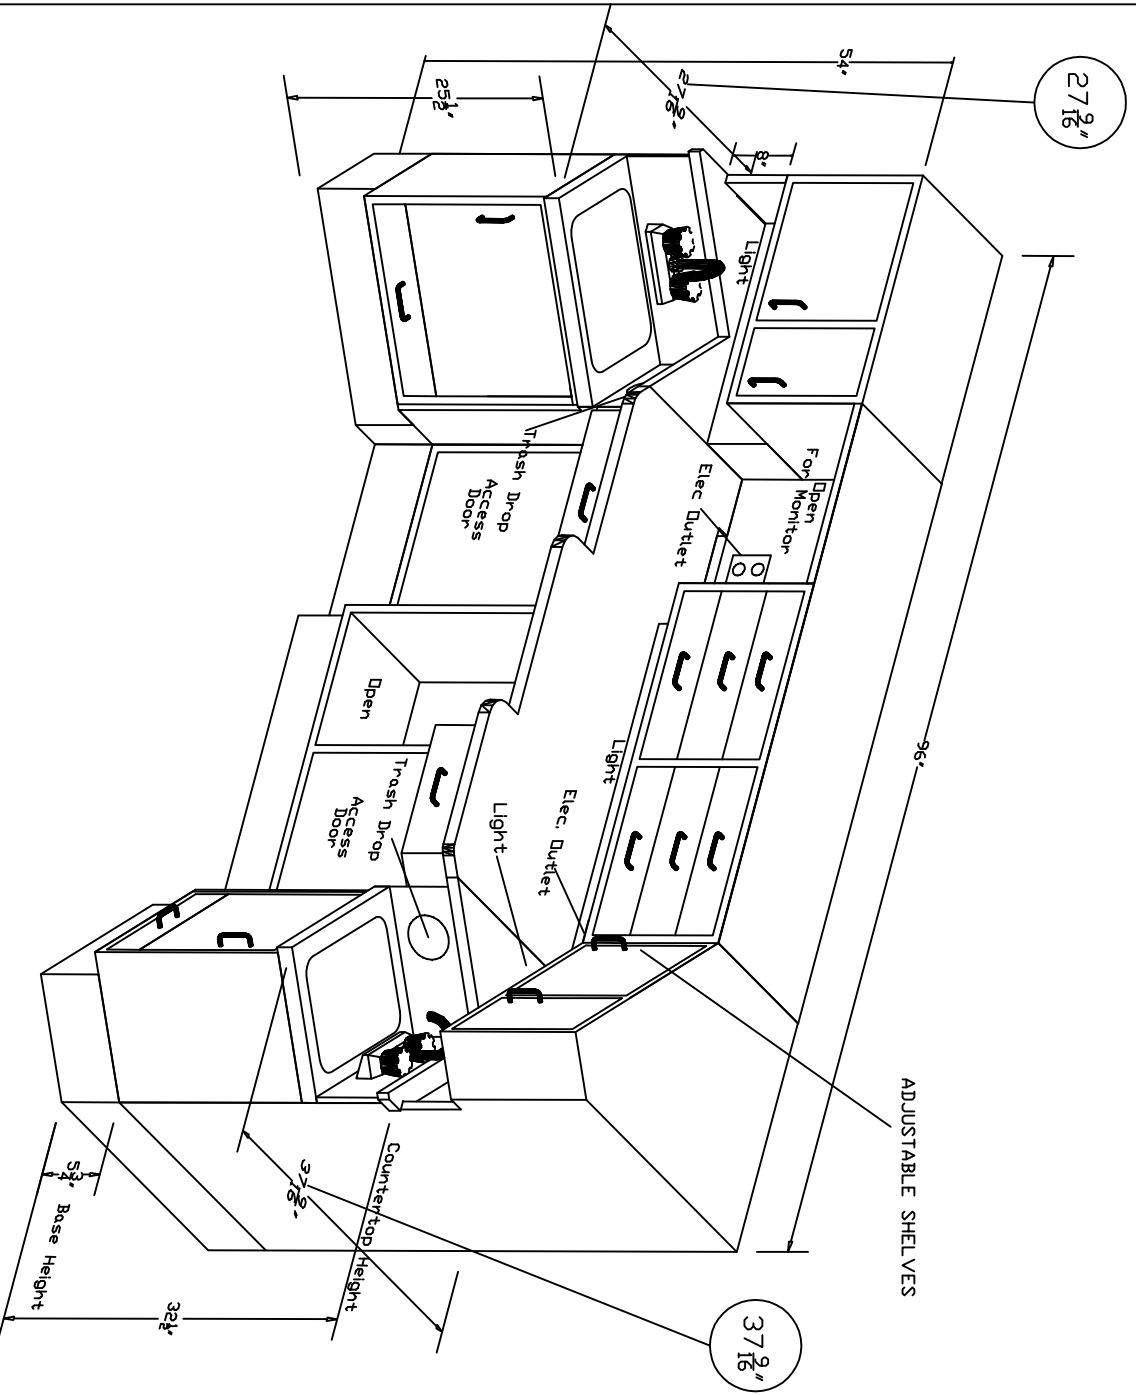 27 9/16"
54"
27 9/16"
25 1/2"
8"
Light
For Open
Monitor
Elec Outlet
Trash Drop
Access
Door
96"
Light
Elec. Outlet
Light
Open
Trash Drop
Access
Door
ADJUSTABLE SHELVES
Countertop Height
37 9/16"
5 3/4"
Base Height
32 1/2"
37 9/16"